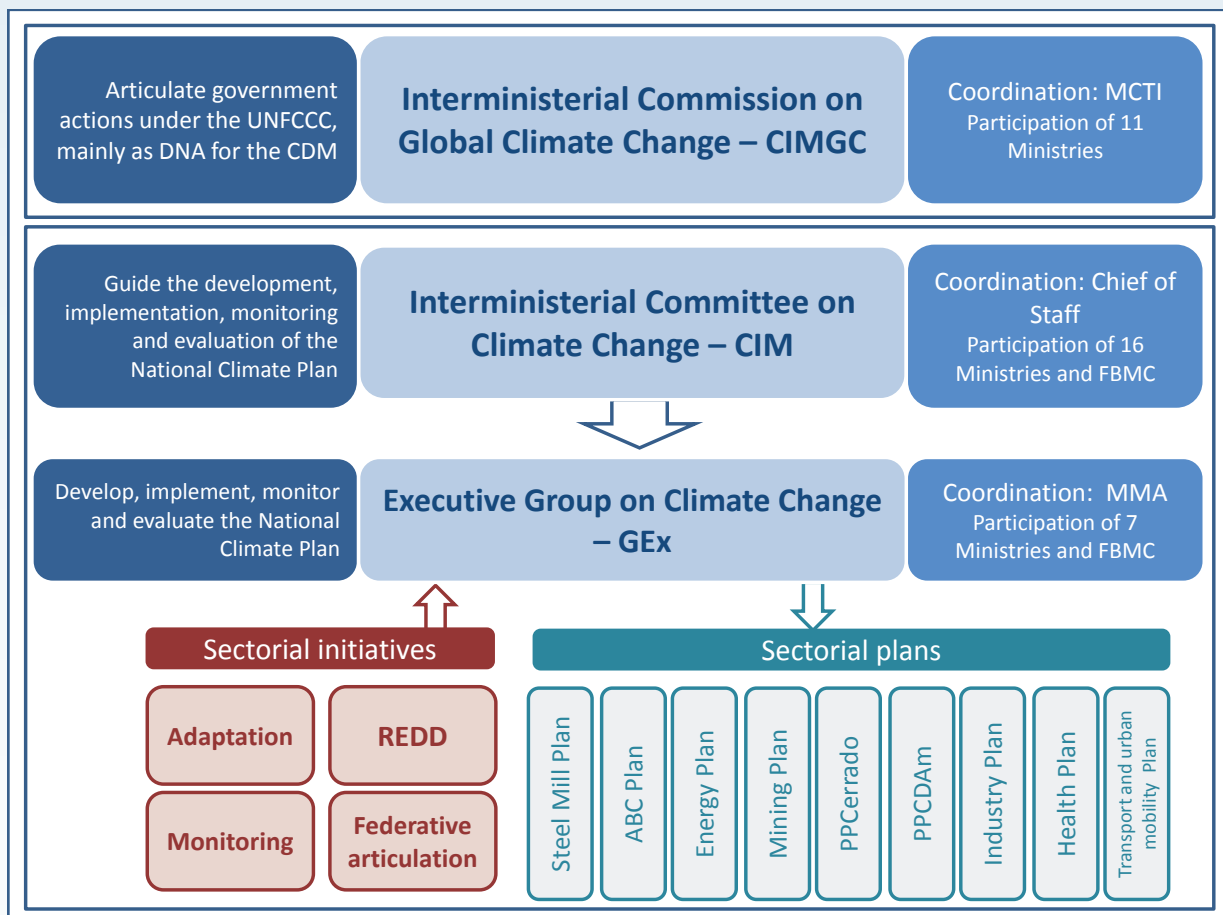 Articulate government
actions under the UNFCCC,
mainly as DNA for the CDM
Interministerial Commission on
Global Climate Change – CIMGC
Coordination: MCTI
Participation of 11
Ministries
Guide the development,
implementation, monitoring
and evaluation of the
National Climate Plan
Interministerial Committee on
Climate Change – CIM
Coordination: Chief of
Staff
Participation of 16
Ministries and FBMC
Develop, implement, monitor
and evaluate the National
Climate Plan
Executive Group on Climate Change
– GEx
Coordination: MMA
Participation of 7
Ministries and FBMC
Sectorial initiatives
Adaptation
REDD
Monitoring
Federative
articulation
Sectorial plans
Steel Mill Plan
ABC Plan
Energy Plan
Mining Plan
PPCerrado
PPCDAm
Industry Plan
Health Plan
Transport and urban
mobility Plan